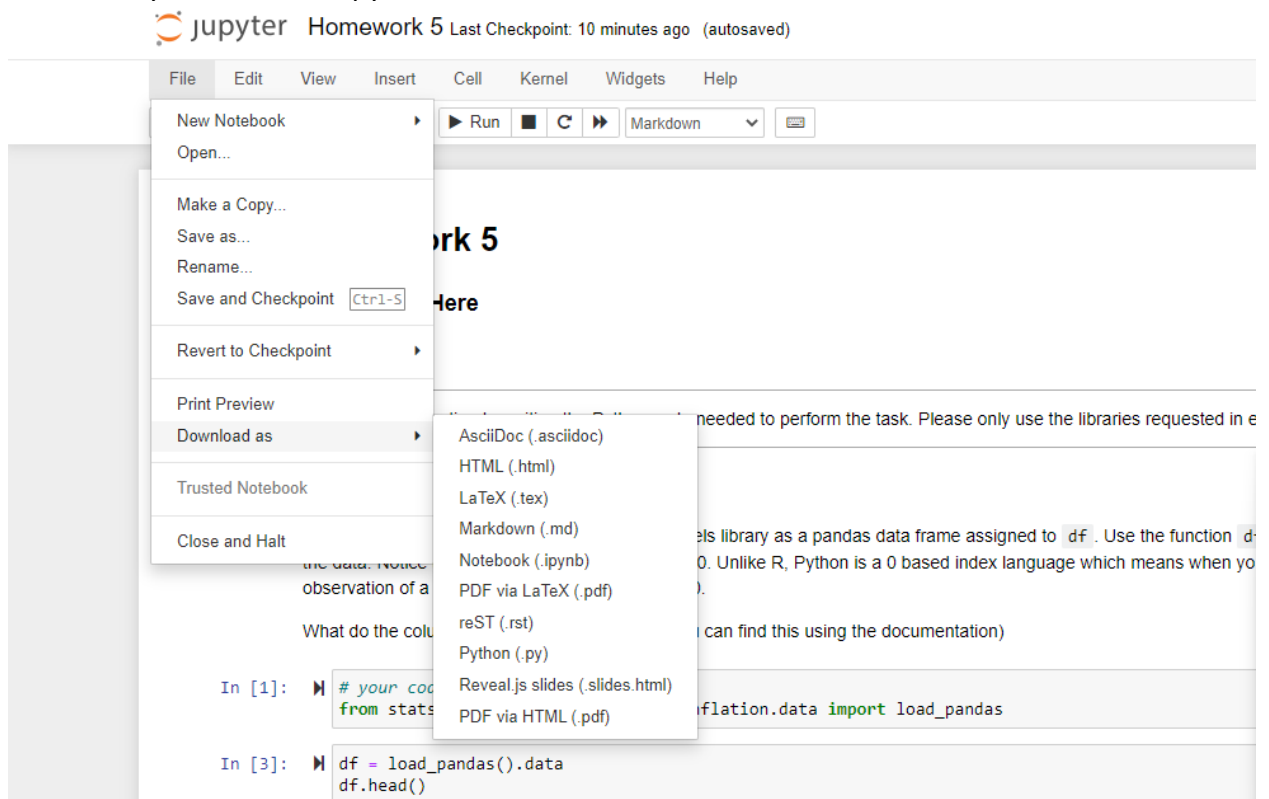 jupyter Homework 5 Last Checkpoint: 10 minutes ago (autosaved)
File Edit View Insert Cell Kernel Widgets Help
New Notebook
Open...
Make a Copy...
Save as...
Rename...
Save and Checkpoint Ctrl-S
Revert to Checkpoint
Print Preview
Download as
Trusted Notebook
Close and Halt
Run Markdown
rk 5
Here
needed to perform the task. Please only use the libraries requested in e
AsciiDoc (.asciidoc)
HTML (.html)
LaTeX (.tex)
Markdown (.md)
Notebook (.ipynb)
PDF via LaTeX (.pdf)
reST (.rst)
Python (.py)
Reveal.js slides (.slides.html)
PDF via HTML (.pdf)
els library as a pandas data frame assigned to df . Use the function d
the data. Notice 0. Unlike R, Python is a 0 based index language which means when yo
observation of a ).
What do the colu can find this using the documentation)
In [1]: # your coc
from stats flation.data import load_pandas
In [3]: df = load_pandas().data
df.head()